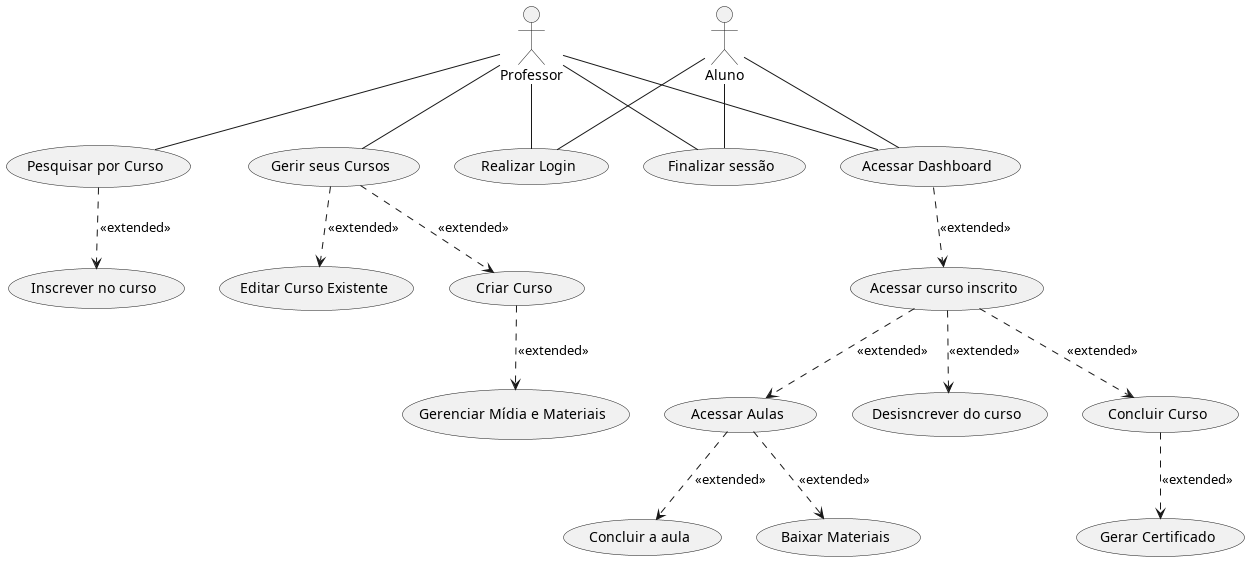 Professor
Aluno
Pesquisar por Curso
Gerir seus Cursos
Realizar Login
Finalizar sessão
Acessar Dashboard
«extended»
«extended»
«extended»
«extended»
Inscrever no curso
Editar Curso Existente
Criar Curso
Acessar curso inscrito
«extended»
«extended»
«extended»
«extended»
Gerenciar Mídia e Materiais
Acessar Aulas
Desisncrever do curso
Concluir Curso
«extended»
«extended»
«extended»
Concluir a aula
Baixar Materiais
Gerar Certificado